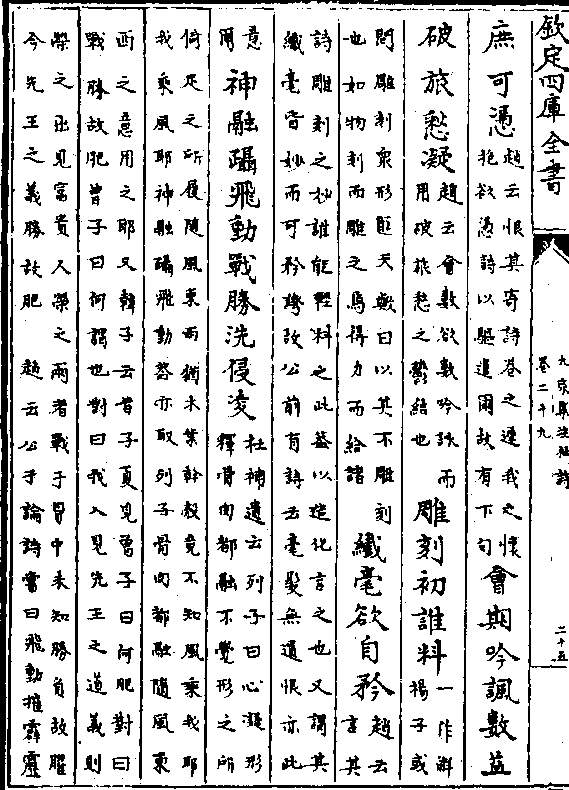 欽定四庫全書
九家集注杜詩
卷二十九
二十五
庶可憑
趙云恨其寄詩卷之遲我之懷
抱欲憑詩以驅遣爾故有下句
會期吟諷數益
破旅愁凝
趙云會數欲數吟諷而
用破旅愁之鬱結也
雕刻初誰料
一作
楊子或
問雕刻衆形匪天歟曰以其不雕刻
也如物刻而雕之焉得力而給諸
纖毫欲自矜
趙云
言其
詩雕刻之妙誰能輕料之此蓋以造化言之也又謂其
纖毫皆妙而可矜誇故公前有詩云毫髮無遺恨亦此
意
爾
神融躡飛動戰勝洗侵凌
杜補遺云列子曰心凝形
釋骨肉都融不覺形之所
倚足之所履隨風東西猶木葉幹殼竟不知風乘我耶
我乘風耶神融躡飛動蓋亦取列子骨肉都融隨風東
西之意用之耶又韓子云昔子夏見曾子曰何肥對曰
戰勝故肥曾子曰何謂也對曰我入見先王之道義則
榮之出見富貴人榮之兩者戰于胷中未知勝負故臞
今先王之義勝故肥 趙云公于論詩嘗曰飛動摧霹靂